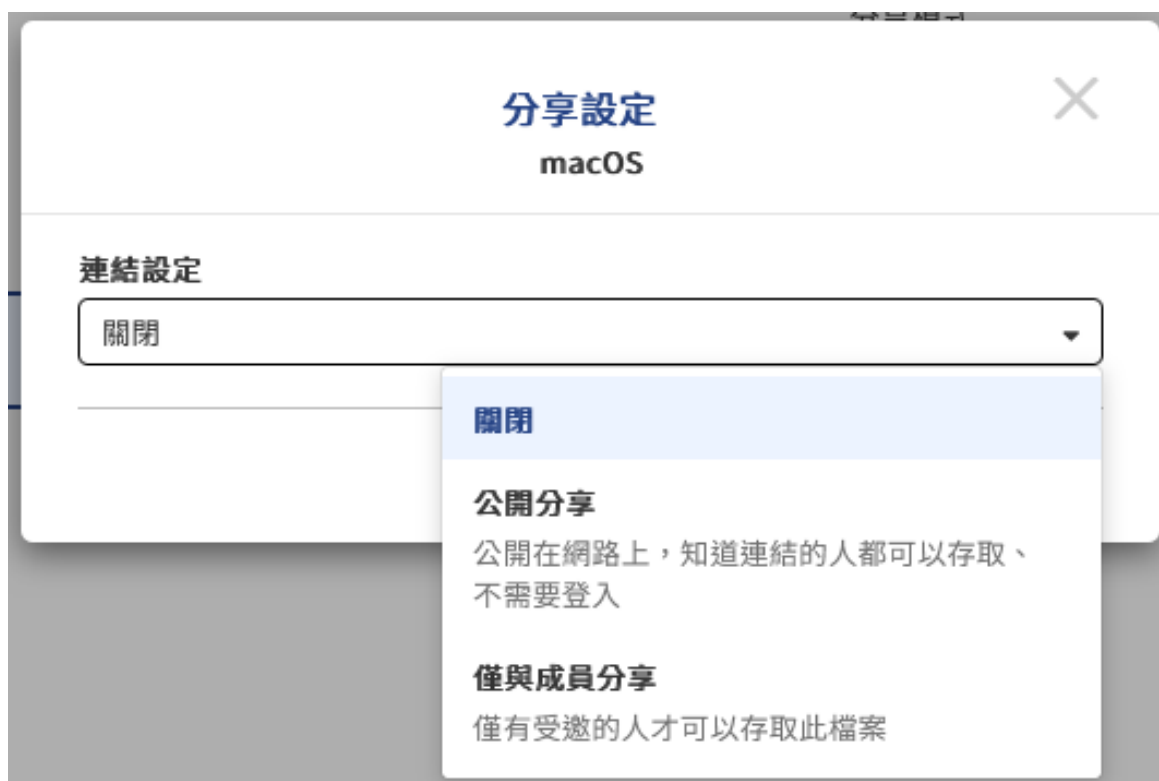 分享設定
macOS
連結設定
關閉
關閉
公開分享
公開在網路上，知道連結的人都可以存取、
不需要登入
僅與成員分享
僅有受邀的人才可以存取此檔案